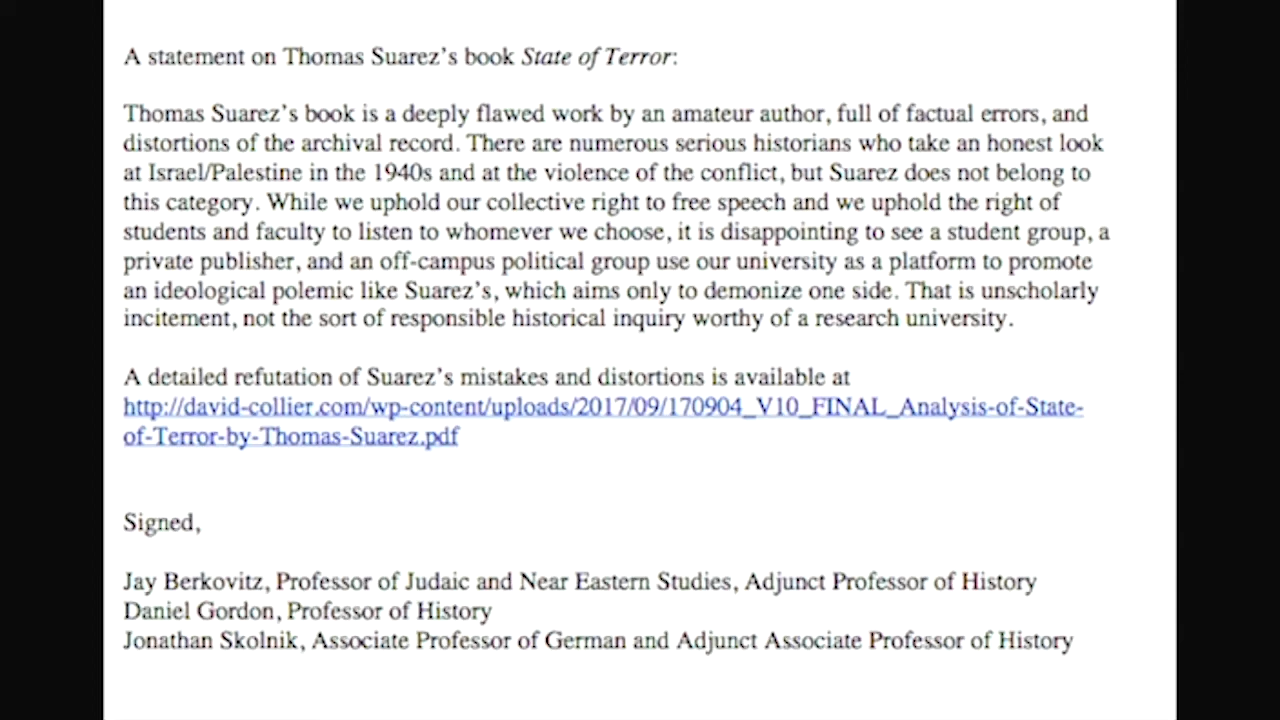 A statement on Thomas Suarez’s book State of Terror:
Thomas Suarez’s book is a deeply flawed work by an amateur author, full of factual errors, and
distortions of the archival record. There are numerous serious historians who take an honest look
at Israel/Palestine in the 1940s and at the violence of the conflict, but Suarez does not belong to
this category. While we uphold our collective right to free speech and we uphold the right of
students and faculty to listen to whomever we choose, it is disappointing to see a student group, a
private publisher, and an off-campus political group use our university as a platform to promote
an ideological polemic like Suarez’s, which aims only to demonize one side. That is unscholarly
incitement, not the sort of responsible historical inquiry worthy of a research university.
A detailed refutation of Suarez’s mistakes and distortions is available at
http://david-collier.com/wp-content/uploads/2017/09/170904_V10_FINAL_Analysis-of-State-
of-Terror-by-Thomas-Suarez.pdf
Signed,
Jay Berkovitz, Professor of Judaic and Near Eastern Studies, Adjunct Professor of History
Daniel Gordon, Professor of History
Jonathan Skolnik, Associate Professor of German and Adjunct Associate Professor of History